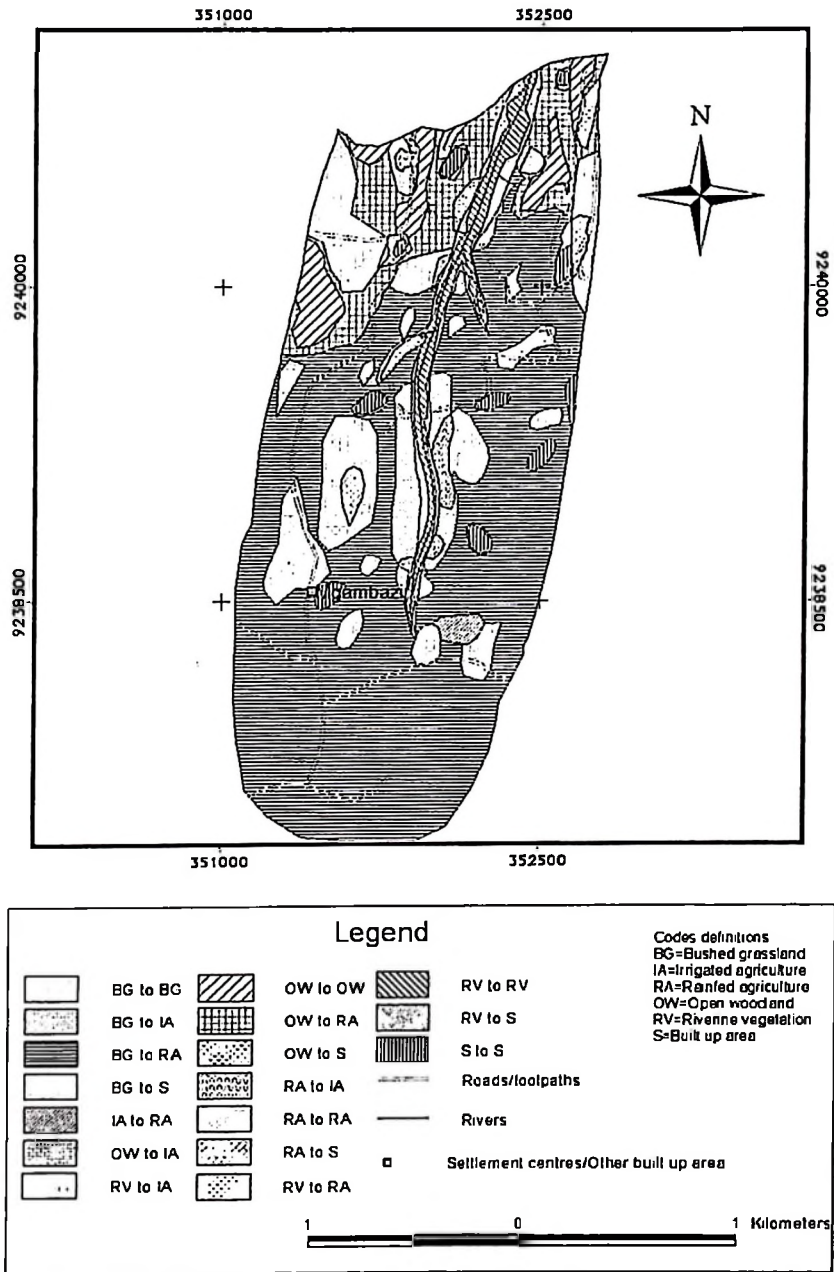 351000 352500
N
9240000 9240000
9238500 9238500
351000 352500
Legend
BG to BG
BG to IA
BG to RA
BG to S
IA to RA
OW to IA
RV to IA
OW to OW
OW to RA
OW to S
RA to IA
RA to RA
RA to S
RV to RA
RV to RV
RV to S
S to S
Roads/footpaths
Rivers
Settlement centres/Other built up area
Codes definitions
BG=Bushed grassland
IA=Irrigated agriculture
RA=Rainfed agriculture
OW=Open woodland
RV=Riverine vegetation
S=Built up area
1 0 1 Kilometers